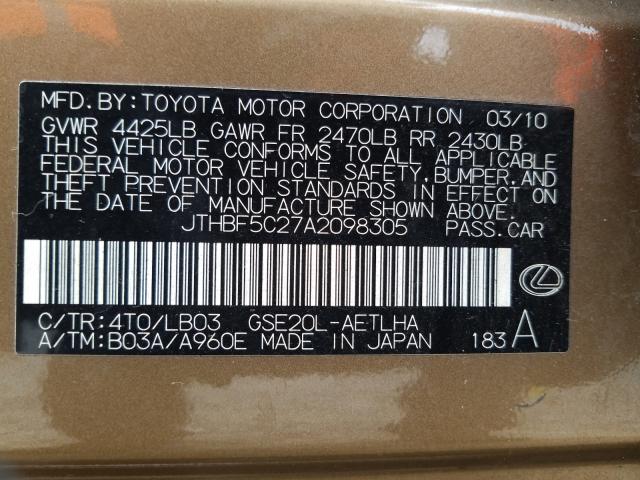 MFD. BY: TOYOTA MOTOR CORPORATION 03/10
GVWR 4425LB GAWR FR 2470LB RR 2430LB
THIS VEHICLE CONFORMS TO ALL APPLICABLE
FEDERAL MOTOR VEHICLE SAFETY, BUMPER, AND
THEFT PREVENTION STANDARDS IN EFFECT ON
THE DATE OF MANUFACTURE SHOWN ABOVE.
JTHBF5C27A2098305 PASS. CAR
C/TR: 4T0/LB03 GSE20L-AETLHA
A/TM: B03A/A960E MADE IN JAPAN 183 A